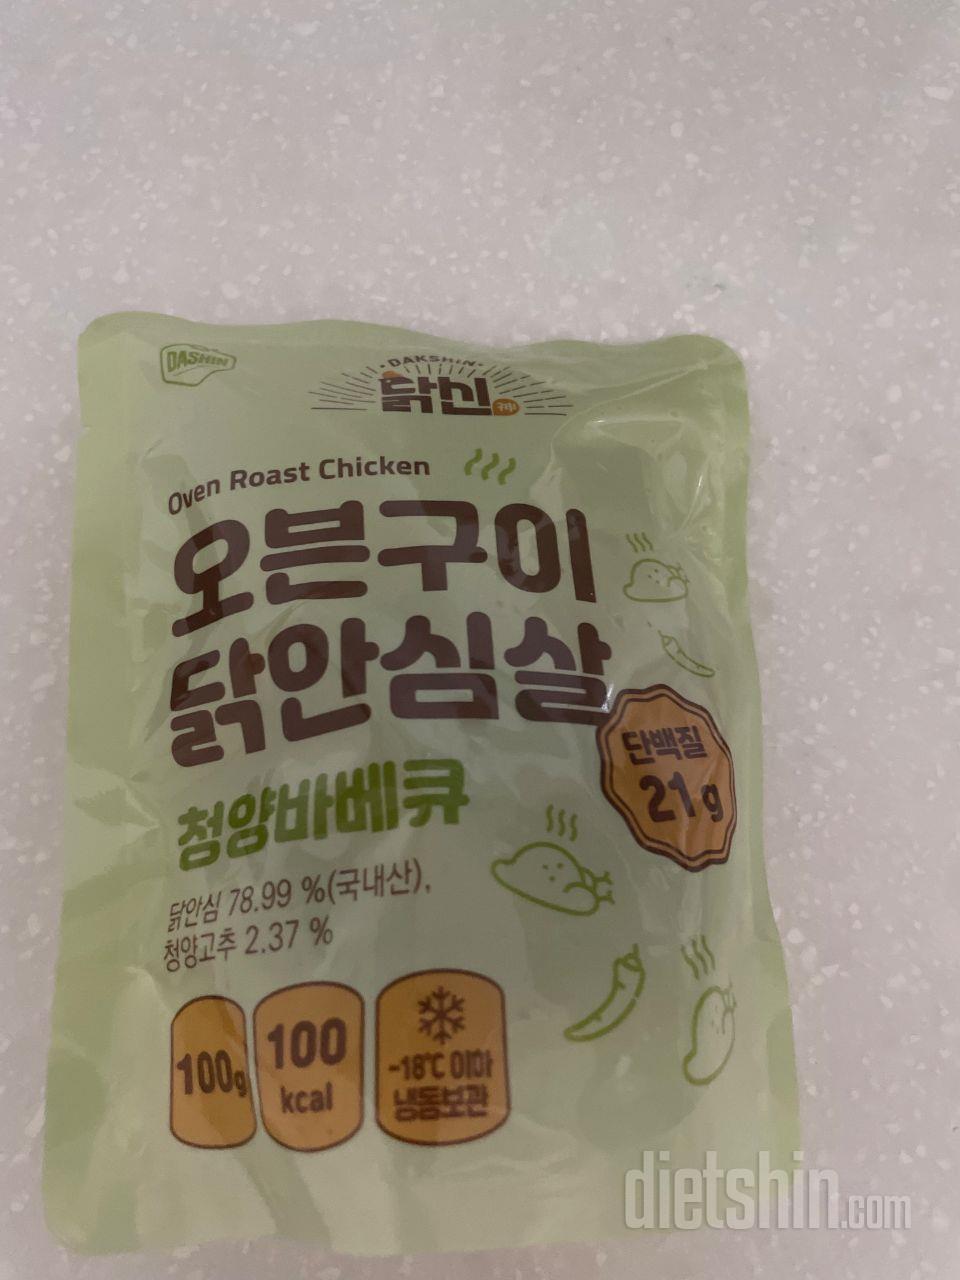 DASHIN
DAKSHIN
닭신
Oven Roast Chicken
오븐구이
닭안심살
단백질
21g
청양바베큐
닭안심 78.99 %(국내산),
청양고추 2.37 %
100g
100
kcal
-18℃ 이하
냉동보관
dietshin.com